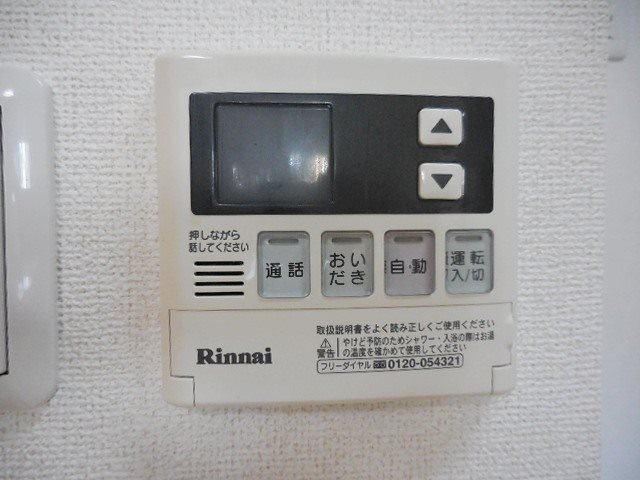 押しながら
話してください
通話
おい
だき
自動
運転
入/切
Rinnai
取扱説明書をよく読み正しくご使用ください
⚠ やけど予防のためシャワー・入浴の際はお湯
警告 の温度を確かめて使用してください
フリーダイヤル 0120-054321